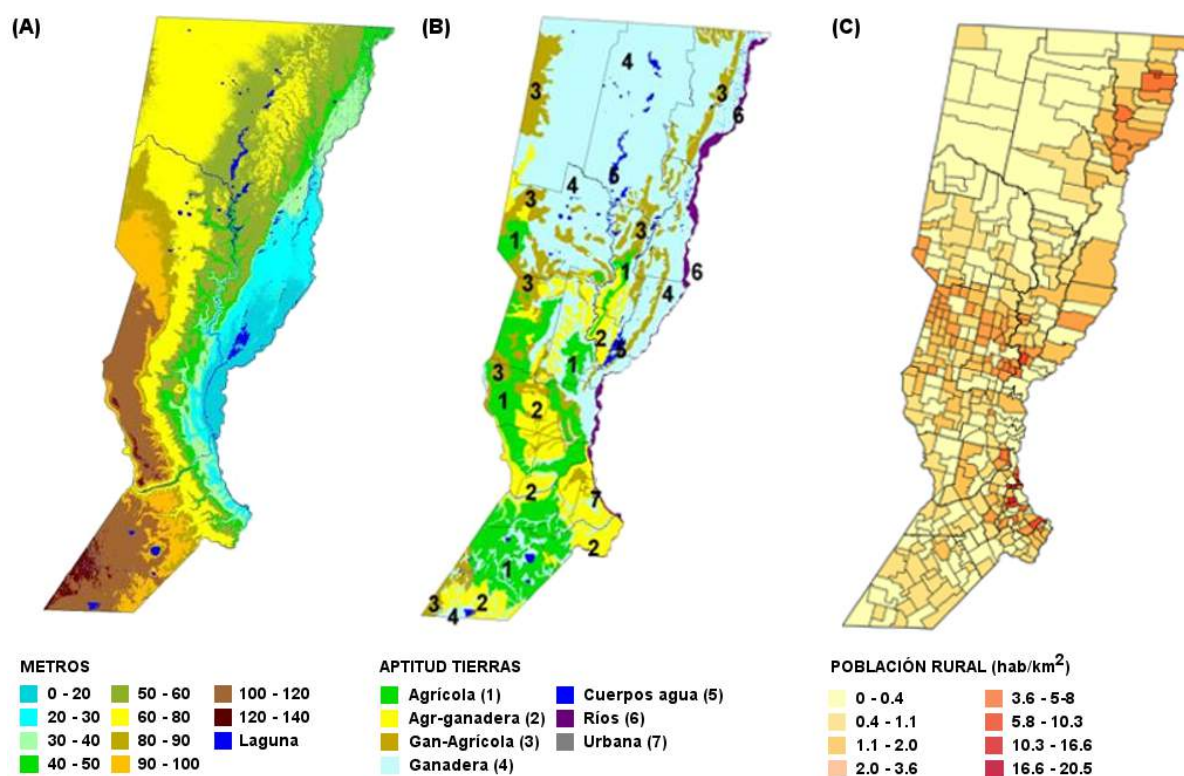 (A)
(B)
(C)
4
3
3
6
4
5
3
3
1
1
6
3
4
2
5
1
3
1
2
2
7
2
1
3
2
4
METROS
0 - 20
20 - 30
30 - 40
40 - 50
50 - 60
60 - 80
80 - 90
90 - 100
100 - 120
120 - 140
Laguna
APTITUD TIERRAS
Agrícola (1)
Agr-ganadera (2)
Gan-Agrícola (3)
Ganadera (4)
Cuerpos agua (5)
Ríos (6)
Urbana (7)
POBLACIÓN RURAL (hab/km²)
0 - 0.4
0.4 - 1.1
1.1 - 2.0
2.0 - 3.6
3.6 - 5-8
5.8 - 10.3
10.3 - 16.6
16.6 - 20.5